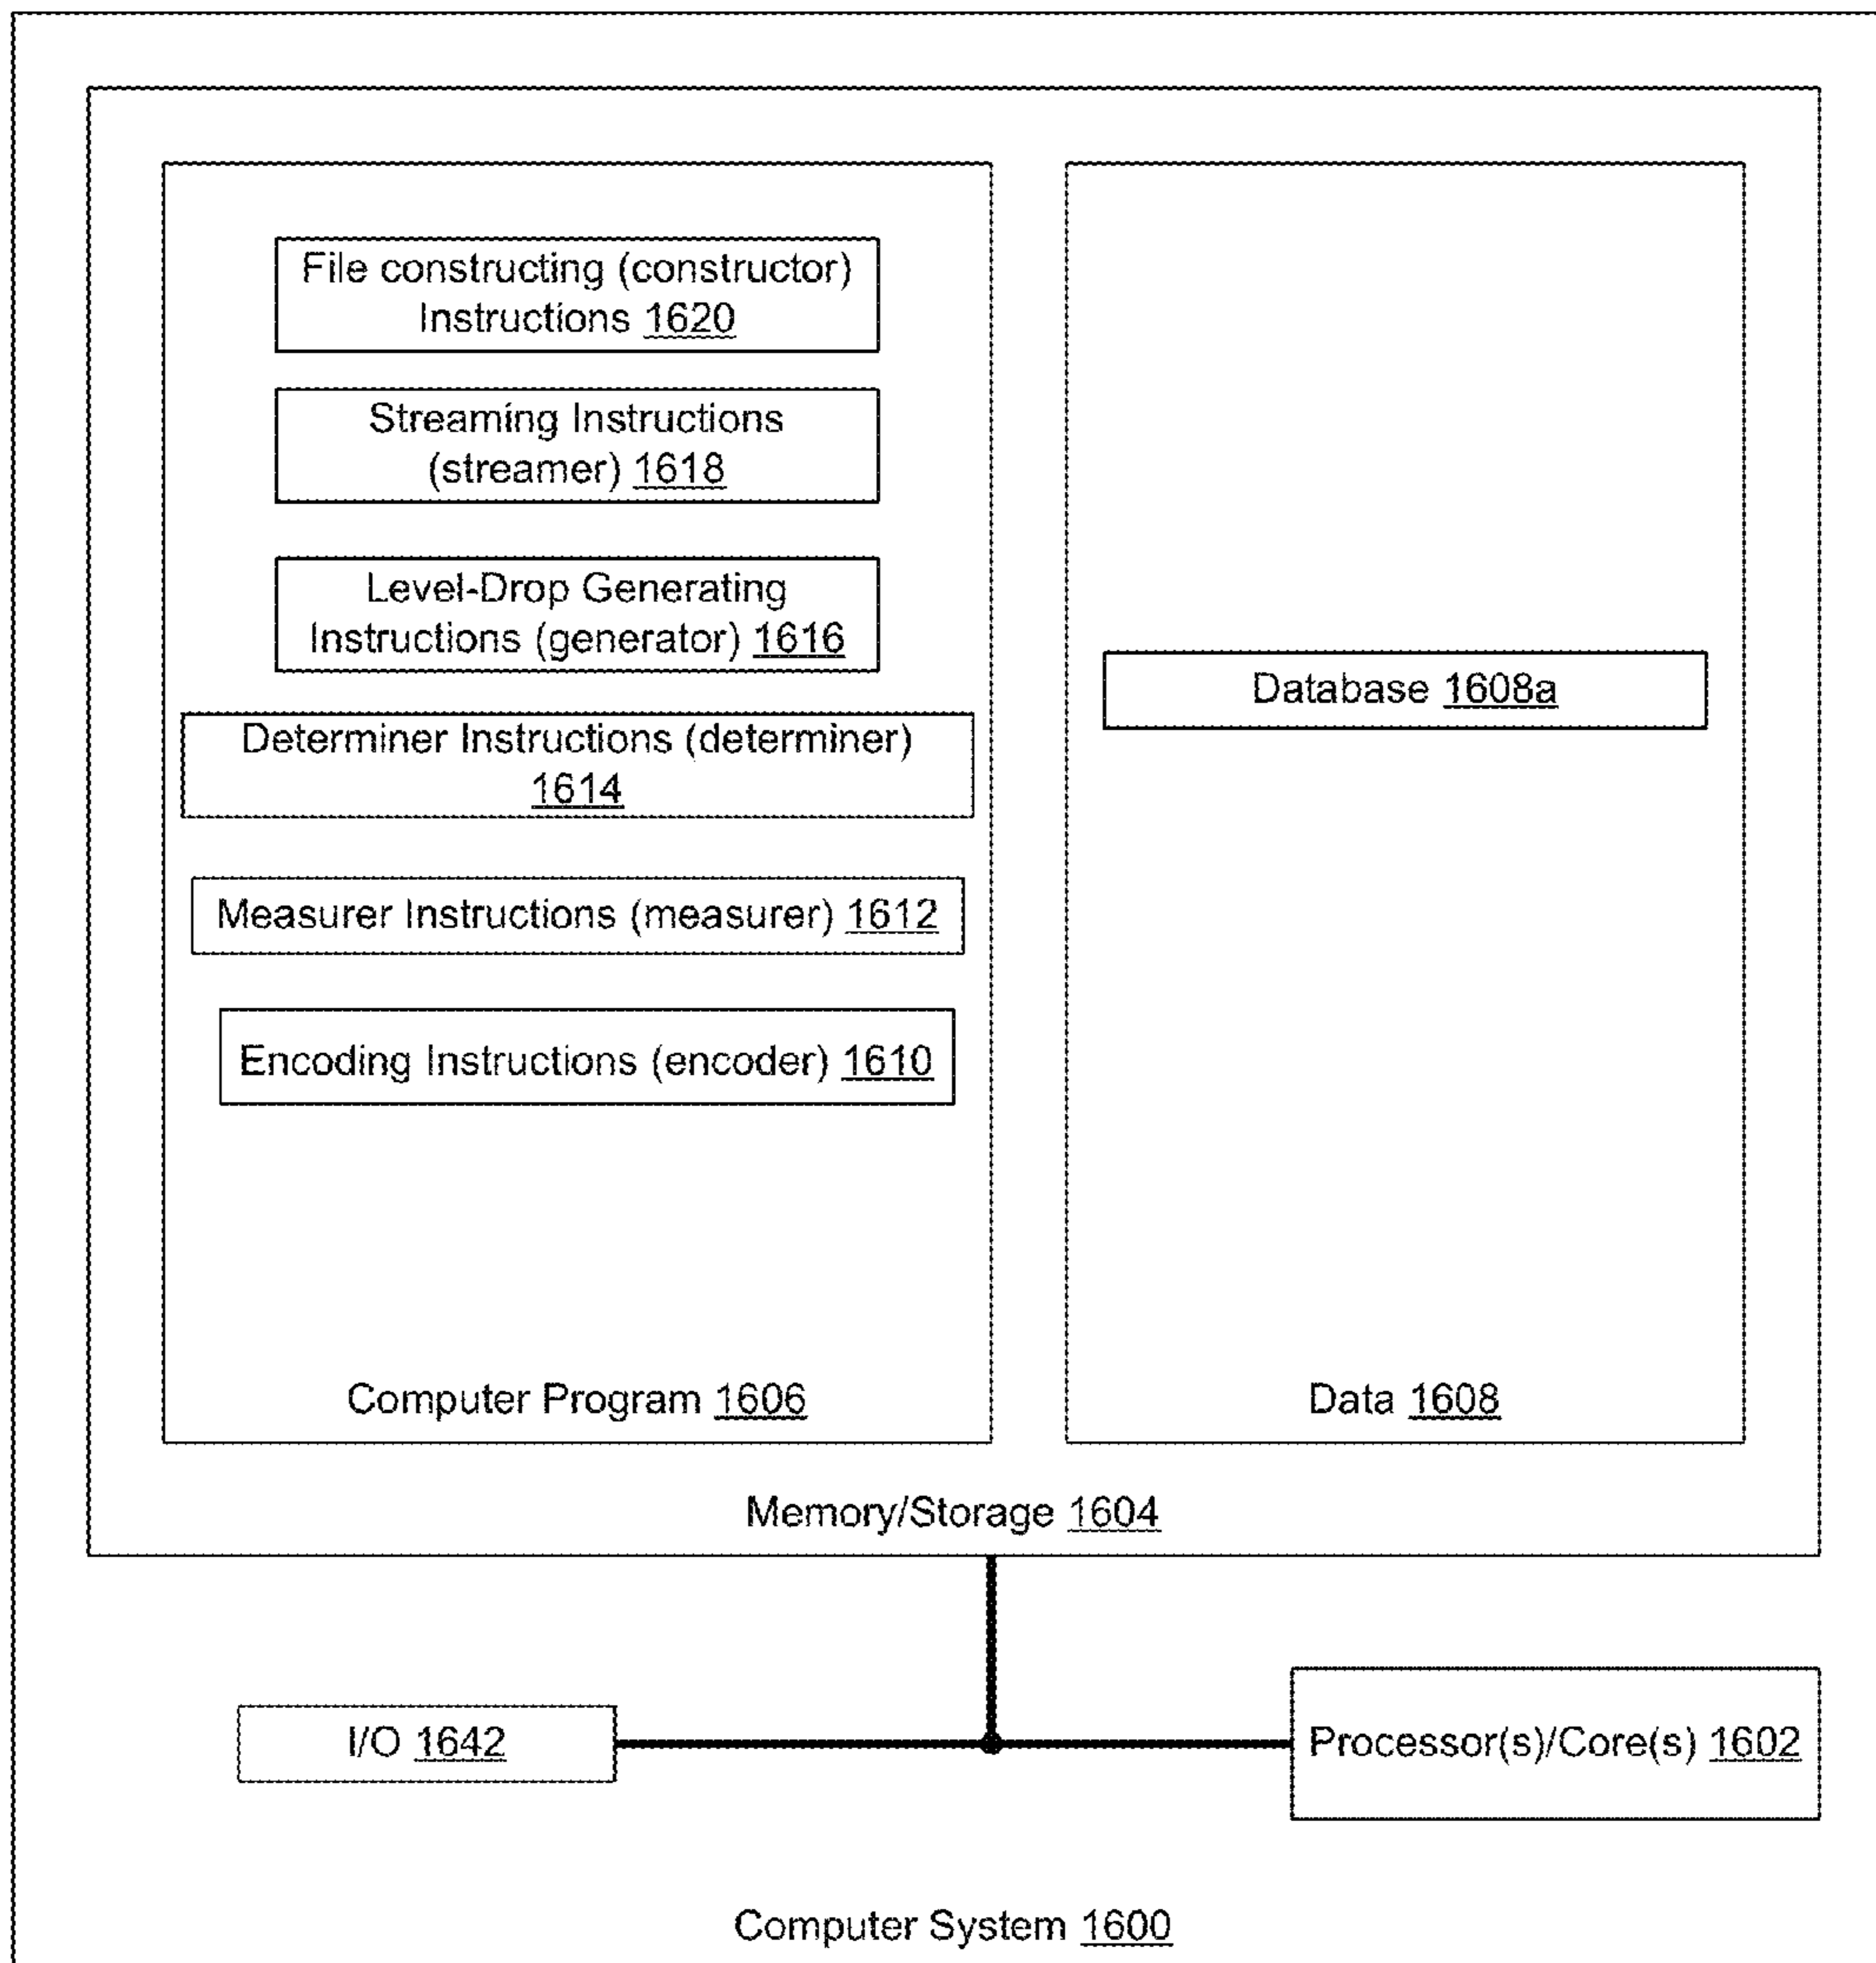 File constructing (constructor)
Instructions 1620
Streaming Instructions
(streamer) 1618
Level-Drop Generating
Instructions (generator) 1616
Determiner Instructions (determiner)
1614
Measurer Instructions (measurer) 1612
Encoding Instructions (encoder) 1610
Computer Program 1606
Database 1608a
Data 1608
Memory/Storage 1604
I/O 1642
Processor(s)/Core(s) 1602
Computer System 1600